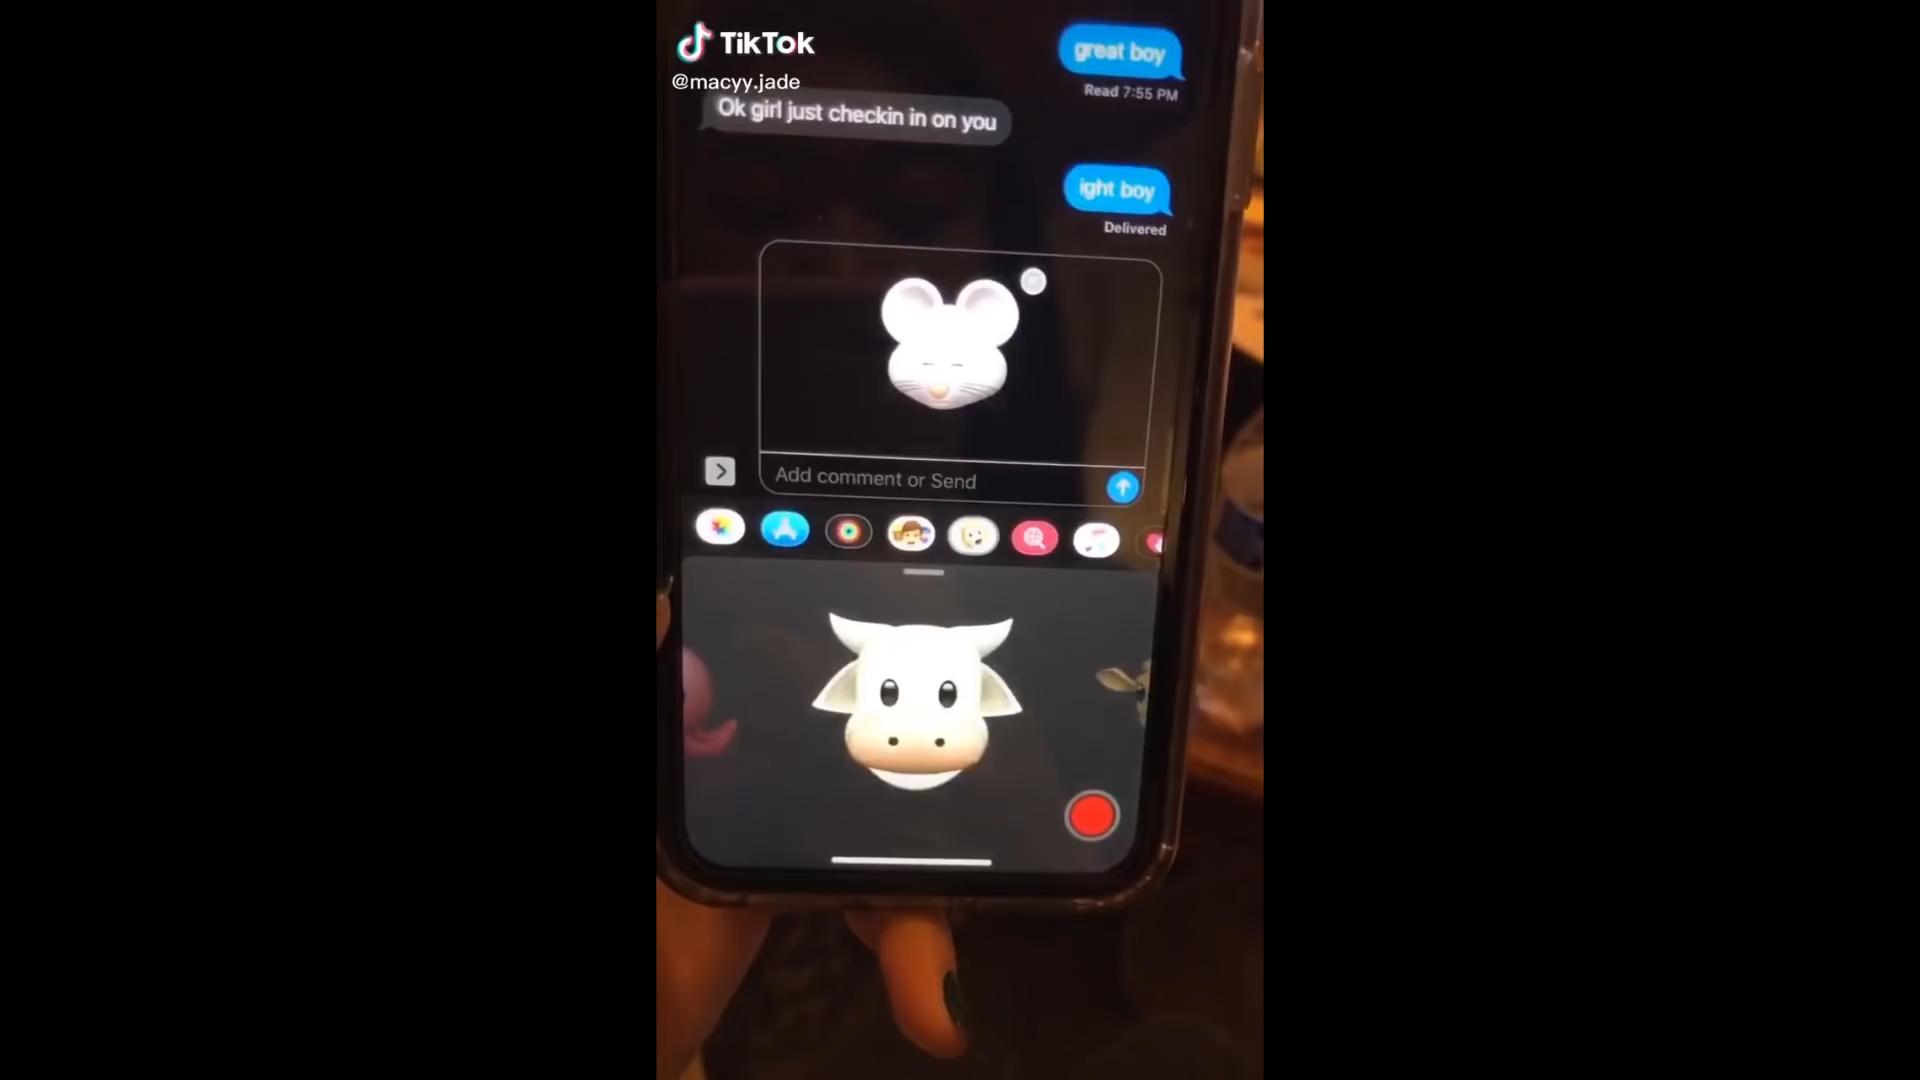 TikTok
@macyy.jade
great boy
Read 7:55 PM
Ok girl just checkin in on you
ight boy
Delivered
Add comment or Send